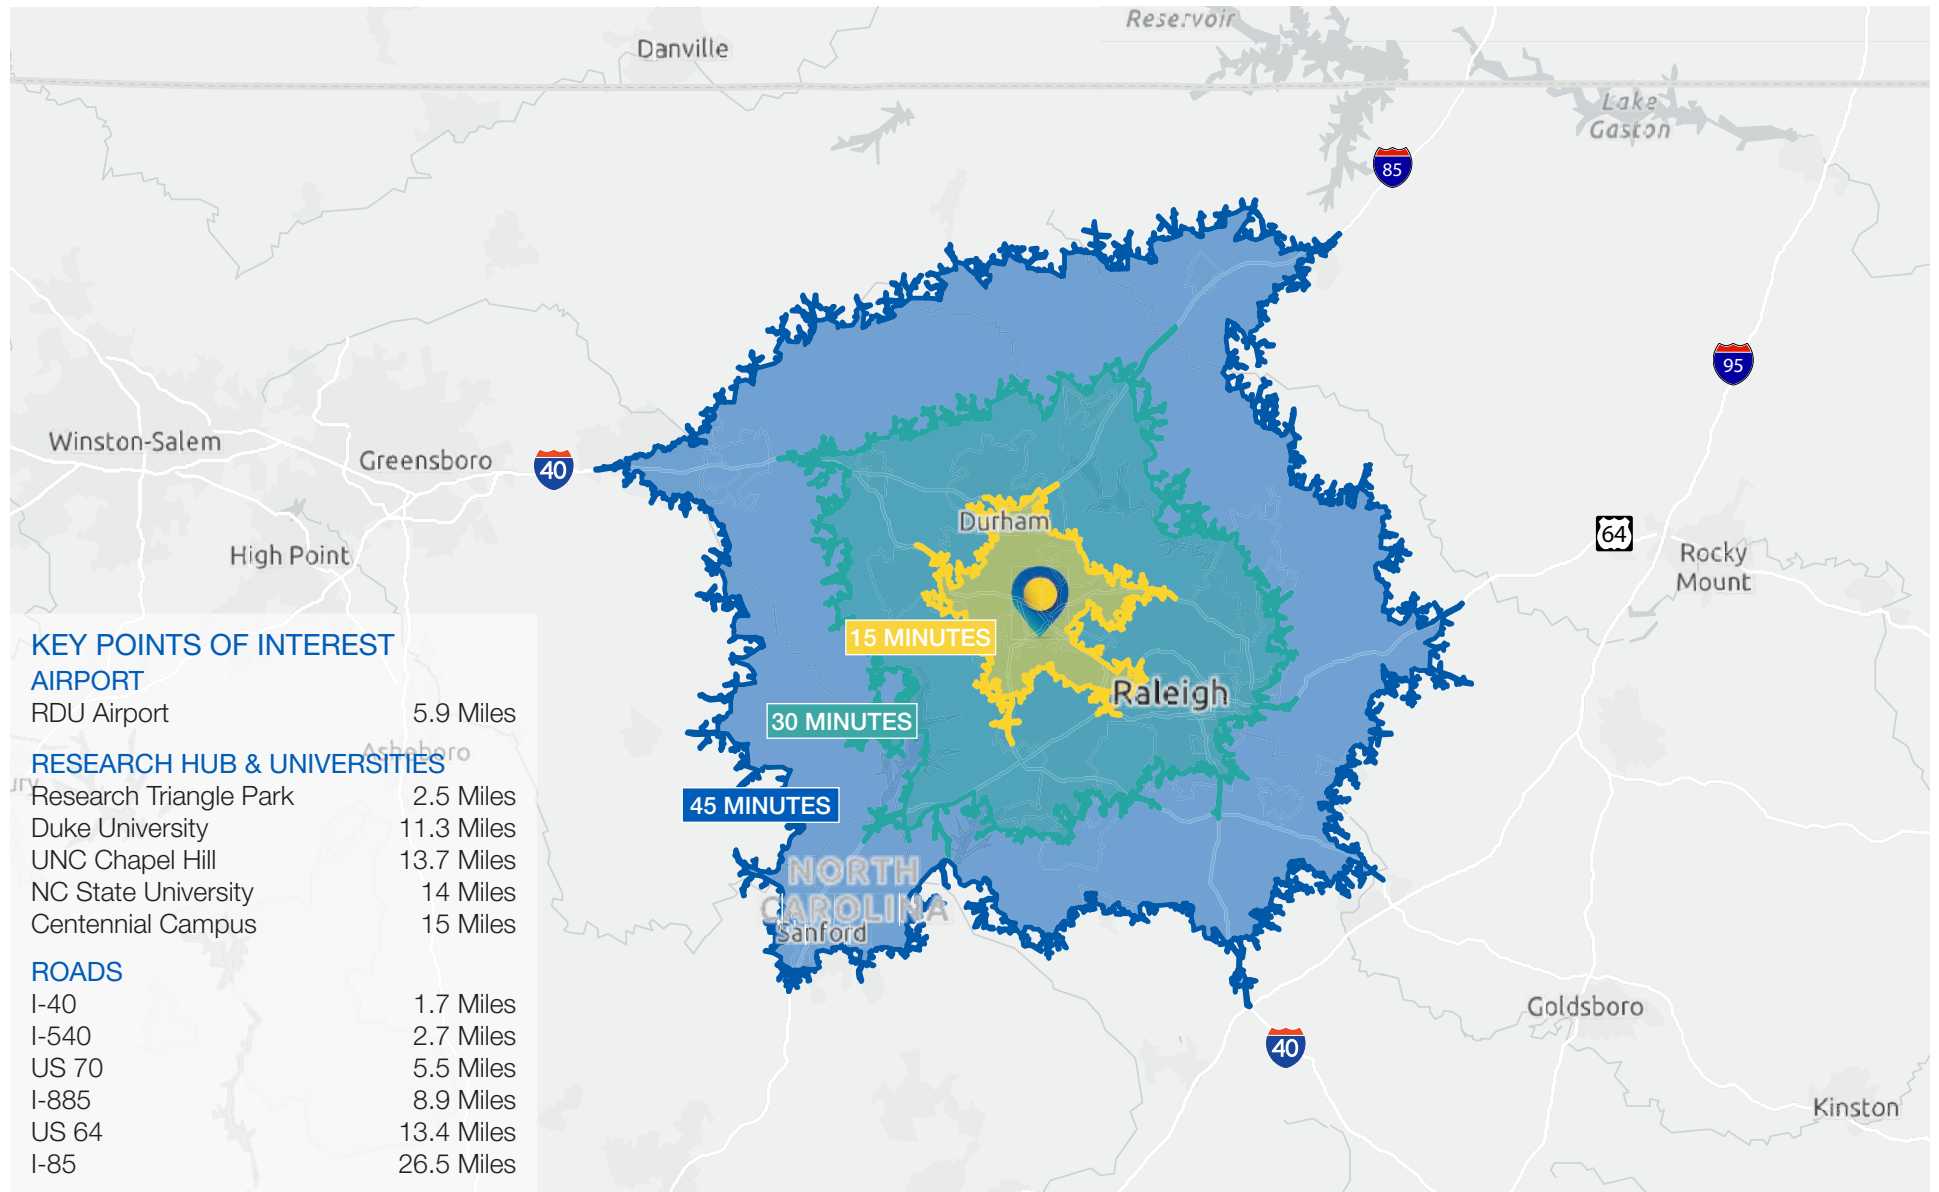 Reservoir
Danville
Lake
Gaston
85
95
Winston-Salem
Greensboro
40
Durham
64
Rocky
Mount
High Point
15 MINUTES
Raleigh
30 MINUTES
45 MINUTES
NORTH
CAROLINA
Sanford
Goldsboro
40
Kinston
Asheboro
ury
KEY POINTS OF INTEREST
AIRPORT
RDU Airport 5.9 Miles
RESEARCH HUB & UNIVERSITIES
Research Triangle Park 2.5 Miles
Duke University 11.3 Miles
UNC Chapel Hill 13.7 Miles
NC State University 14 Miles
Centennial Campus 15 Miles
ROADS
I-40 1.7 Miles
I-540 2.7 Miles
US 70 5.5 Miles
I-885 8.9 Miles
US 64 13.4 Miles
I-85 26.5 Miles